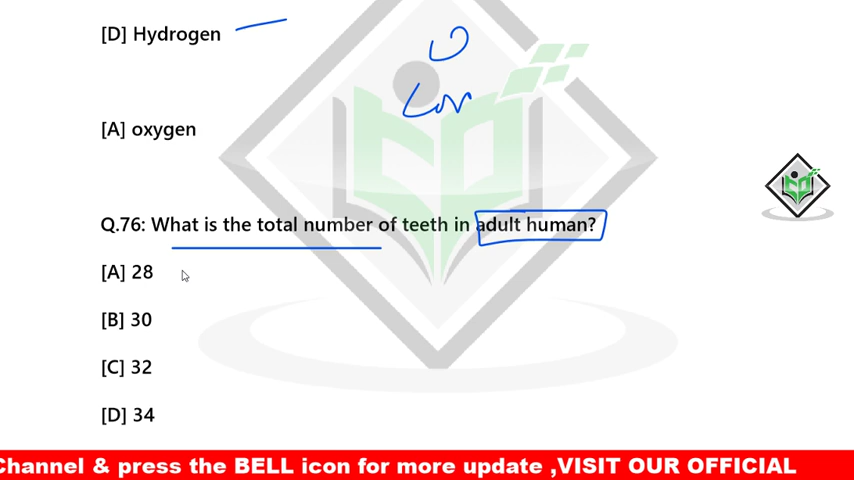 [D] Hydrogen
[A] oxygen
Q.76: What is the total number of teeth in adult human?
[A] 28
[B] 30
[C] 32
[D] 34
Channel & press the BELL icon for more update ,VISIT OUR OFFICIAL